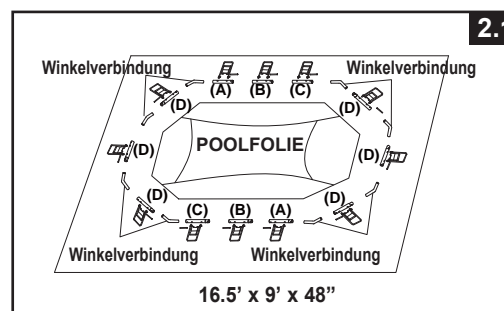 2.1
Winkelverbindung Winkelverbindung
(A) (B) (C)
(D) (D)
POOLFOLIE
(D) (D)
(D) (D)
(C) (B) (A)
Winkelverbindung Winkelverbindung
16.5’ x 9’ x 48”